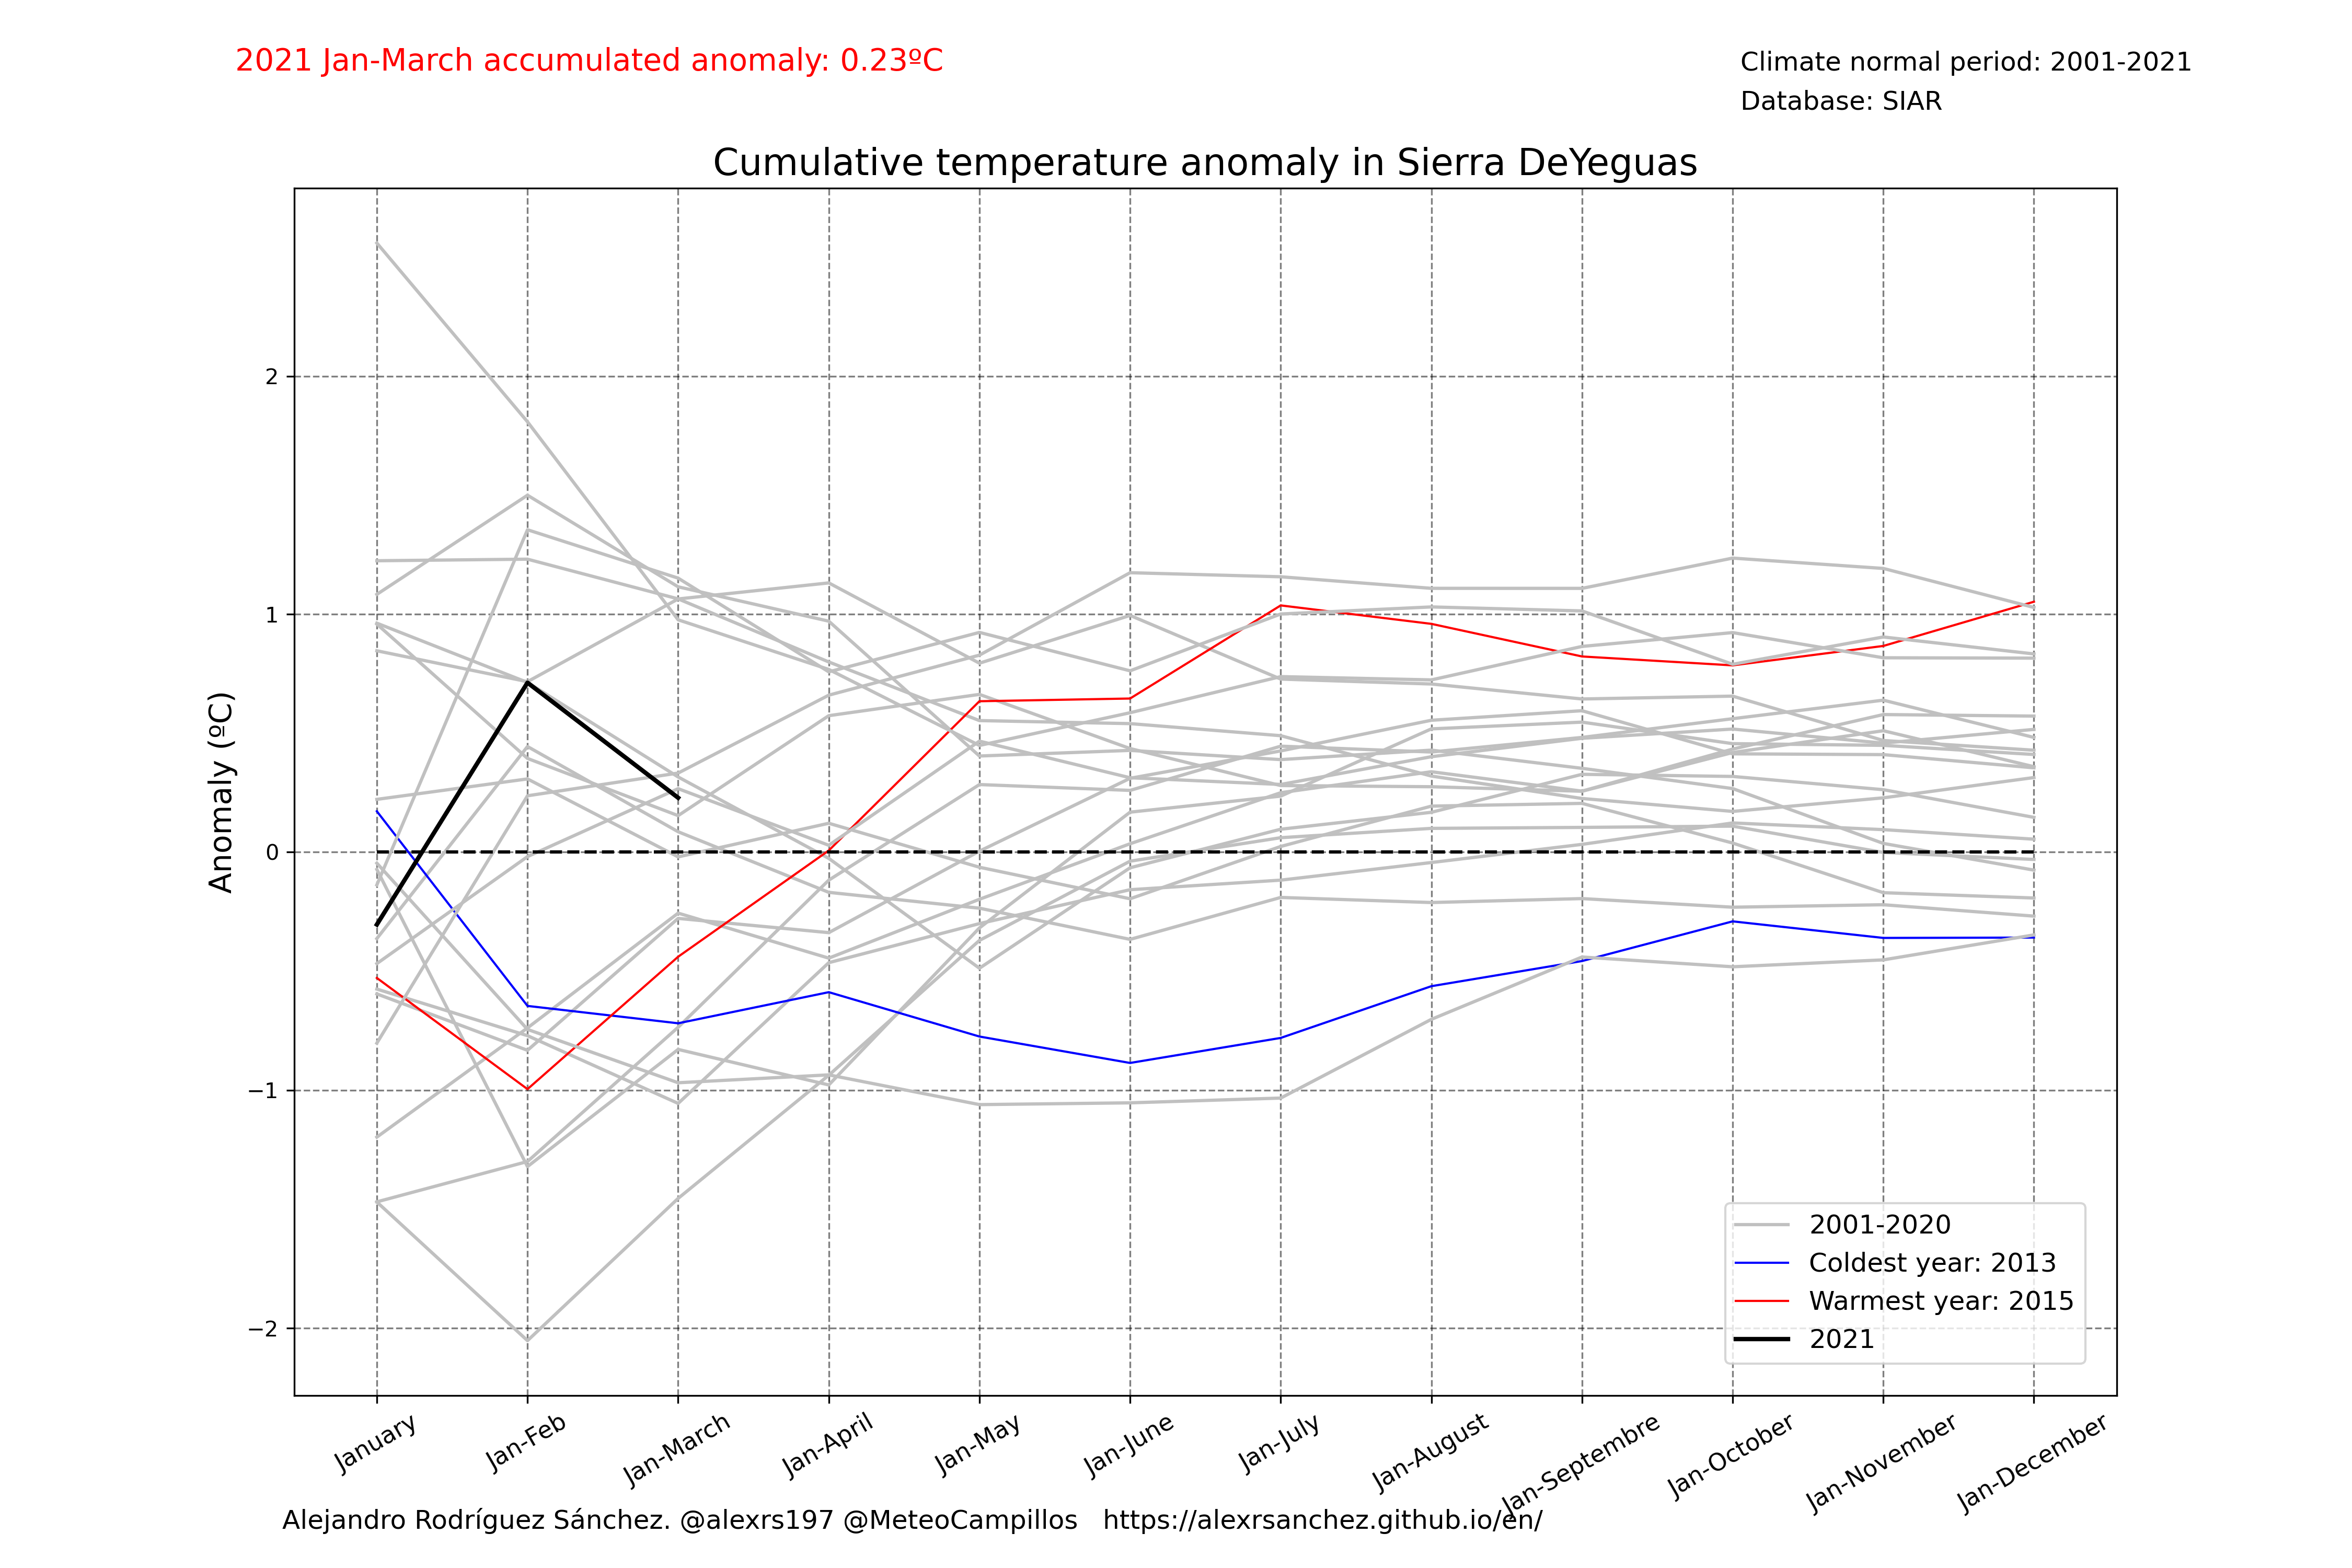 2021 Jan-March accumulated anomaly: 0.23ºC
Climate normal period: 2001-2021
Database: SIAR
Cumulative temperature anomaly in Sierra DeYeguas
Anomaly (ºC)
2
1
0
−1
−2
2001-2020
Coldest year: 2013
Warmest year: 2015
2021
January
Jan-Feb
Jan-March
Jan-April
Jan-May
Jan-June
Jan-July
Jan-August
Jan-Septembre
Jan-October
Jan-November
Jan-December
Alejandro Rodríguez Sánchez. @alexrs197 @MeteoCampillos https://alexrsanchez.github.io/en/